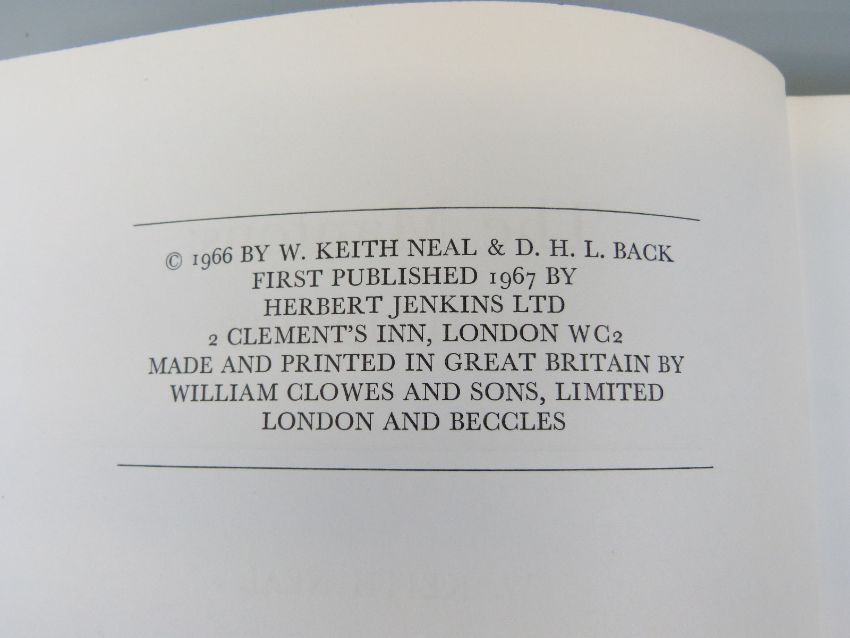 © 1966 BY W. KEITH NEAL & D. H. L. BACK
FIRST PUBLISHED 1967 BY
HERBERT JENKINS LTD
2 CLEMENT'S INN, LONDON WC2
MADE AND PRINTED IN GREAT BRITAIN BY
WILLIAM CLOWES AND SONS, LIMITED
LONDON AND BECCLES